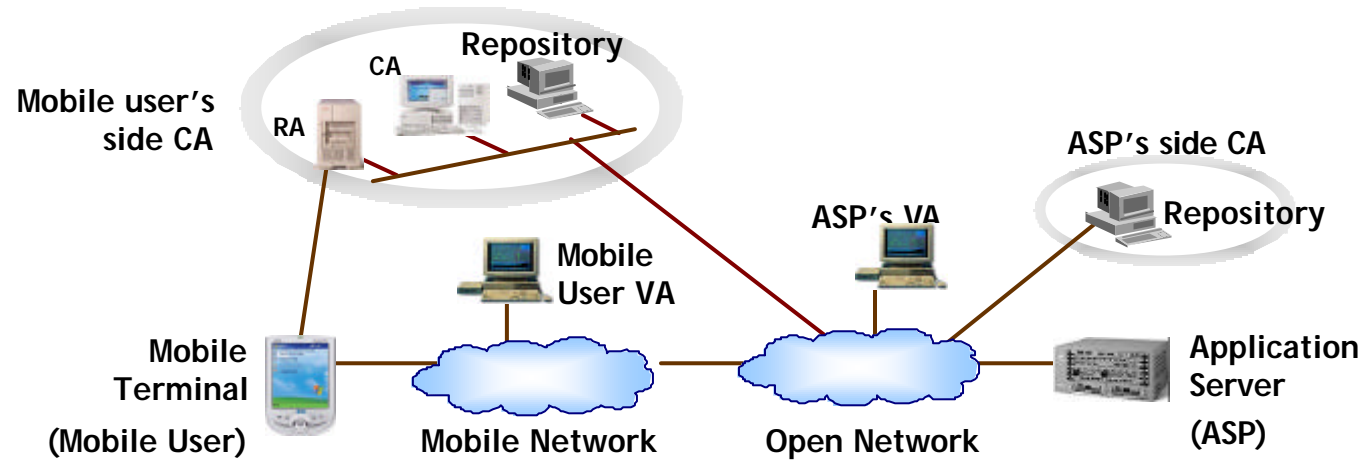 Repository
CA
Mobile user's
side CA
RA
ASP's side CA
Repository
ASP's VA
Mobile
User VA
Mobile
Terminal
(Mobile User)
Mobile Network
Open Network
Application
Server
(ASP)